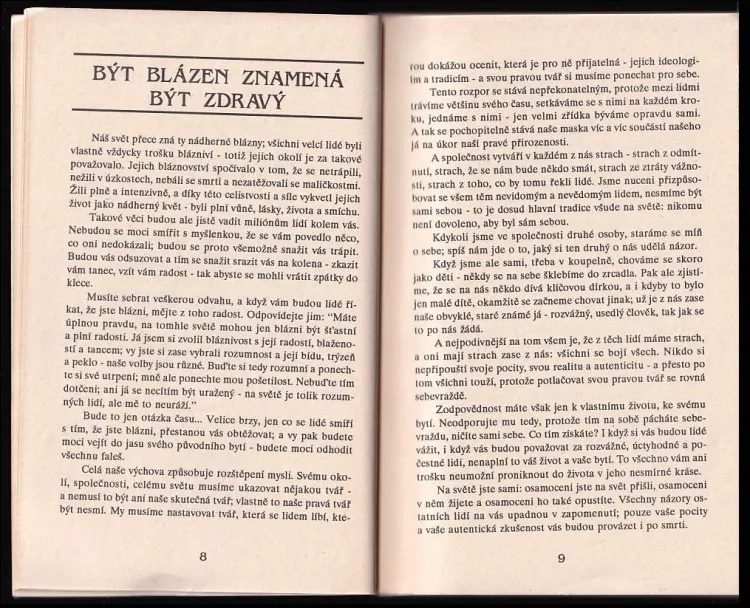 BÝT BLÁZEN ZNAMENÁ
BÝT ZDRAVÝ
Náš svět přece zná ty nádherné blázny; všichni velcí lidé byli
vlastně vždycky trošku blázniví - totiž jejich okolí je za takové
považovalo. Jejich bláznovství spočívalo v tom, že se netrápili,
nežili v úzkostech, nebáli se smrti a nezatěžovali se maličkostmi.
Žili plně a intenzivně, a díky této celistvosti a síle vykvetl jejich
život jako nádherný květ - byli plní vůně, lásky, života a smíchu.
Takové věci budou ale jistě vadit miliónům lidí kolem vás.
Nebudou se moci smířit s myšlenkou, že se vám povedlo něco,
co oni nedokázali; budou se proto všemožně snažit vás trápit.
Budou vás odsuzovat a tím se snažit srazit vás na kolena - zkazit
vám tanec, vzít vám radost - tak abyste se mohli vrátit zpátky do
klece.
Musíte sebrat veškerou odvahu, a když vám budou lidé ří-
kat, že jste blázni, mějte z toho radost. Odpovídejte jim: "Máte
úplnou pravdu, na tomhle světě mohou jen blázni být šťastní
a plní radosti. Já jsem si zvolil bláznivost s její radostí, blaženo-
stí a tancem; vy jste si zase vybrali rozumnost a její bídu, trýzeň
a peklo - naše volby jsou různé. Buďte si tedy rozumní a ponech-
te si své utrpení; mně ale ponechte mou pošetilost. Nebuďte tím
dotčeni; ani já se necítím být uražený - na světě je tolik rozum-
ných lidí, ale mě to neuráží."
Bude to jen otázka času... Velice brzy, jen co se lidé smíří
s tím, že jste blázni, přestanou vás obtěžovat; a vy pak budete
moci vejít do jasu svého původního bytí - budete moci odhodit
všechnu faleš.
Celá naše výchova způsobuje rozštěpení mysli. Svému oko-
lí, společnosti, celému světu musíme ukazovat nějakou tvář -
a nemusí to být ani naše skutečná tvář; vlastně to naše pravá tvář
být nesmí. My musíme nastavovat tvář, která se lidem líbí, kte-
8
rou dokážou ocenit, která je pro ně přijatelná - jejich ideologi-
ím a tradicím - a svou pravou tvář si musíme ponechat pro sebe.
Tento rozpor se stává nepřekonatelným, protože mezi lidmi
trávíme většinu svého času, setkáváme se s nimi na každém kro-
ku, jednáme s nimi - jen velmi zřídka býváme opravdu sami.
A tak se pochopitelně stává naše maska víc a víc součástí našeho
já na úkor naší pravé přirozenosti.
A společnost vytváří v každém z nás strach - strach z odmít-
nutí, strach, že se nám bude někdo smát, strach ze ztráty vážno-
sti, strach z toho, co by tomu řekli lidé. Jsme nuceni přizpůso-
bovat se všem těm nevidomým a nevědomým lidem, nesmíme být
sami sebou - to je dosud hlavní tradice všude na světě: nikomu
není dovoleno, aby byl sám sebou.
Kdykoli jsme ve společnosti druhé osoby, staráme se míň
o sebe; spíš nám jde o to, jaký si ten druhý o nás udělá názor.
Když jsme ale sami, třeba v koupelně, chováme se skoro
jako děti - někdy se na sebe šklebíme do zrcadla. Pak ale zjistí-
me, že se na nás někdo dívá klíčovou dírkou, a i kdyby to bylo
jen malé dítě, okamžitě se začneme chovat jinak; už je z nás zase
naše obvyklé, staré známé já - rozvážný, usedlý člověk, tak jak se
to po nás žádá.
A nejpodivnější na tom všem je, že z těch lidí máme strach,
a oni mají strach zase z nás: všichni se bojí všech. Nikdo si
nepřipouští svoje pocity, svou realitu a autenticitu - a přesto po
tom všichni touží, protože potlačovat svou pravou tvář se rovná
sebevraždě.
Zodpovědnost máte však jen k vlastnímu životu, ke svému
bytí. Neodporujte mu tedy, protože tím na sobě pácháte sebe-
vraždu, ničíte sami sebe. Co tím získáte? I když si vás budou lidé
vážit, i když vás budou považovat za rozvážné, úctyhodné a po-
čestné lidi, nenaplní to váš život a vaše bytí. To všechno vám ani
trošku neumožní proniknout do života v jeho nesmírné kráse.
Na světě jste sami: osamoceni jste na svět přišli, osamoceni
v něm žijete a osamoceni ho také opustíte. Všechny názory os-
tatních lidí na vás upadnou v zapomenutí; pouze vaše pocity
a vaše autentická zkušenost vás budou provázet i po smrti.
9